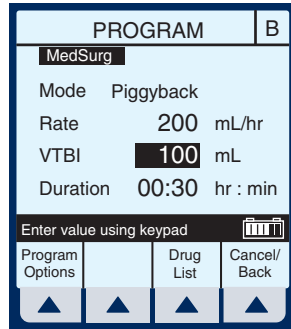 PROGRAM B
MedSurg
Mode Piggyback
Rate 200 mL/hr
VTBI 100 mL
Duration 00:30 hr : min
Enter value using keypad
Program Options
Drug List
Cancel/ Back